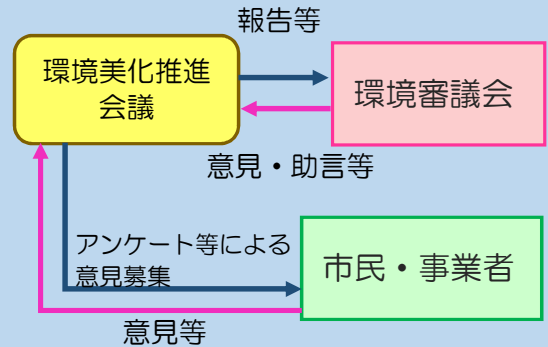 報告等
環境美化推進
会議
環境審議会
意見・助言等
アンケート等による
意見募集
市民・事業者
意見等